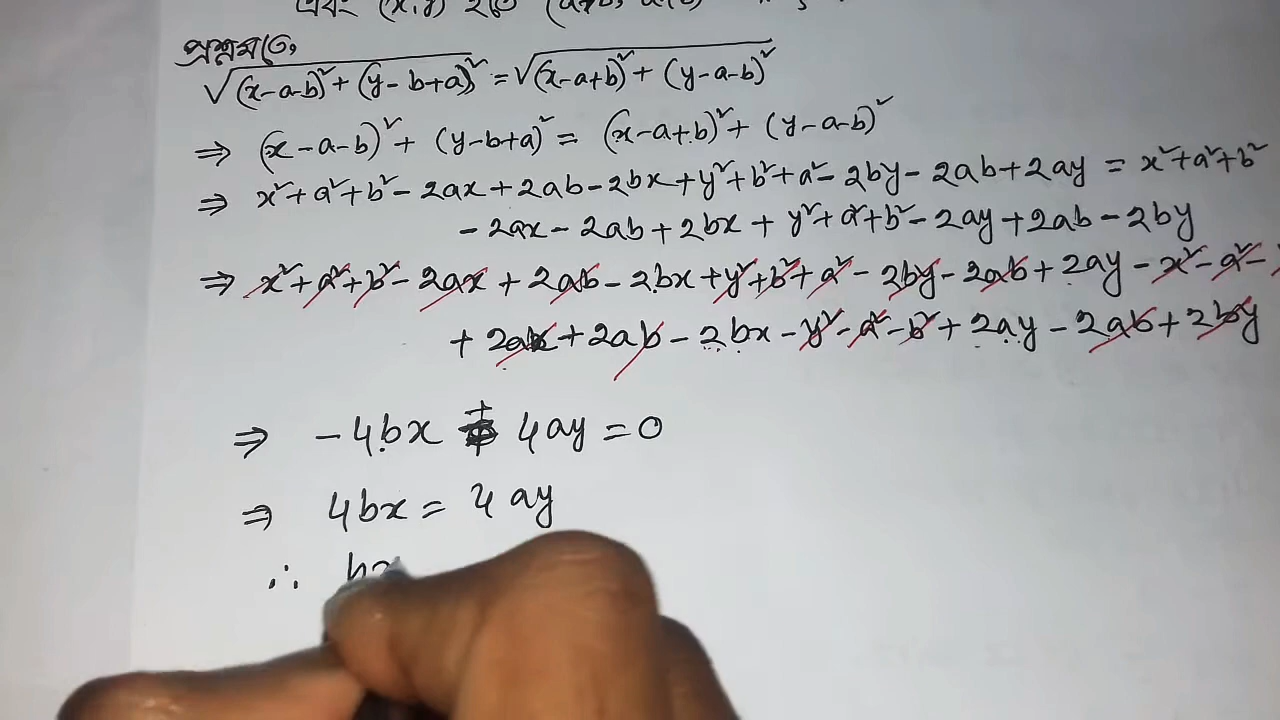 এবং (x,y) হতে
প্রশ্নমতে,
√(x-a-b)² + (y-b+a)² = √(x-a+b)² + (y-a-b)²
⇒ (x-a-b)² + (y-b+a)² = (x-a+b)² + (y-a-b)²
⇒ x²+a²+b²-2ax+2ab-2bx+y²+b²+a²-2by-2ab+2ay = x²+a²+b²
-2ax-2ab+2bx+y²+a²+b²-2ay+2ab-2by
⇒ x²+a²+b²-2ax+2ab-2bx+y²+b²+a²-2by-2ab+2ay-x²-a²-
+2ax+2ab-2bx-y²-a²-b²+2ay-2ab+2by
⇒ -4bx + 4ay = 0
⇒ 4bx = 4ay
∴ bx